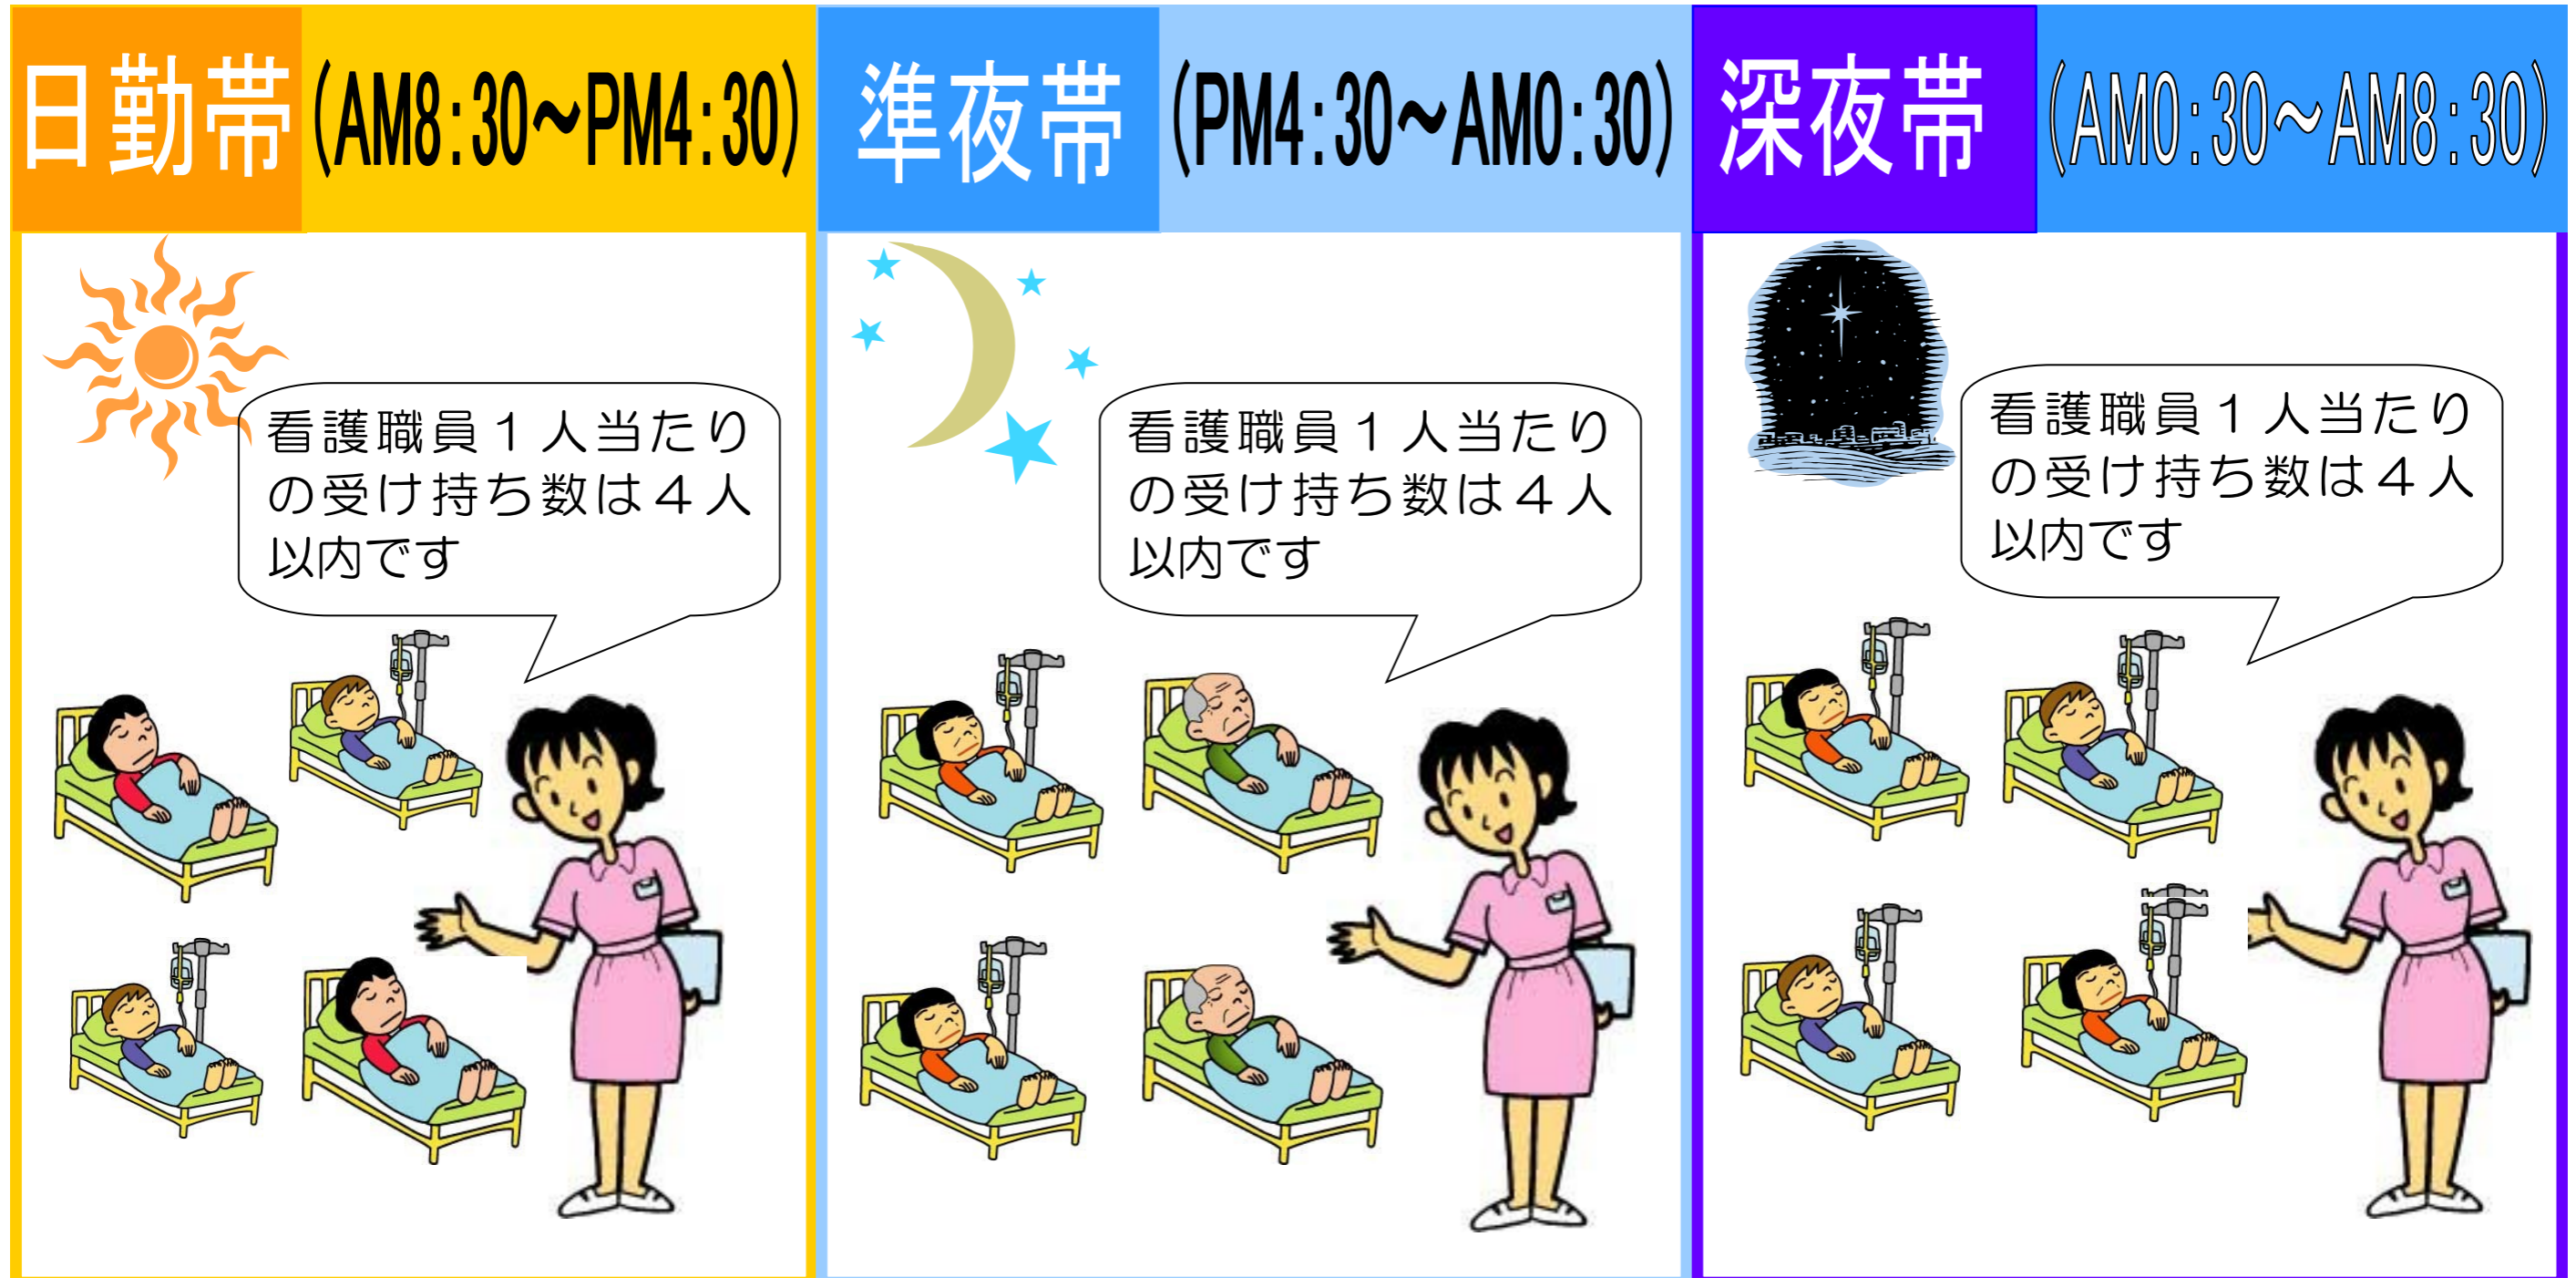 日勤帯 (AM8:30～PM4:30)
準夜帯 (PM4:30～AM0:30)
深夜帯 (AM0:30～AM8:30)
看護職員１人当たり
の受け持ち数は４人
以内です
看護職員１人当たり
の受け持ち数は４人
以内です
看護職員１人当たり
の受け持ち数は４人
以内です